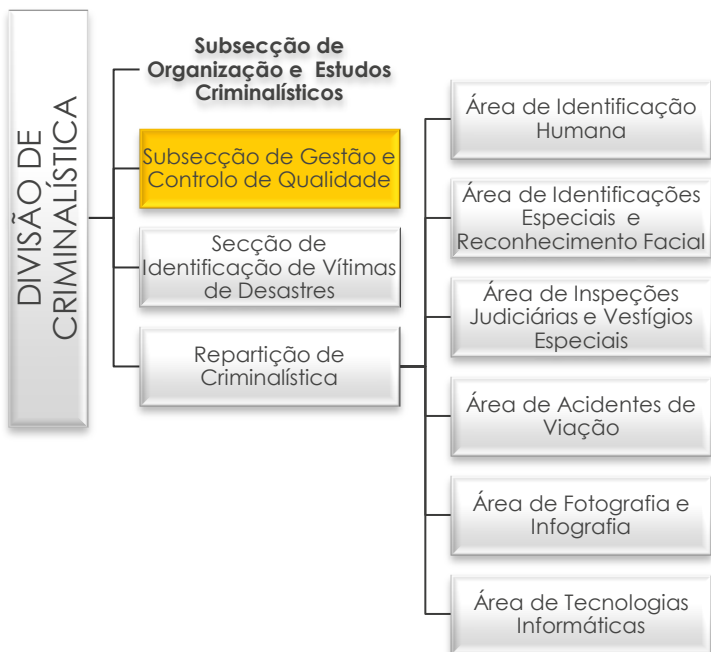 DIVISÃO DE
CRIMINALÍSTICA
Subsecção de
Organização e Estudos
Criminalísticos
Subsecção de Gestão e
Controlo de Qualidade
Secção de
Identificação de Vítimas
de Desastres
Repartição de
Criminalística
Área de Identificação
Humana
Área de Identificações
Especiais e
Reconhecimento Facial
Área de Inspeções
Judiciárias e Vestígios
Especiais
Área de Acidentes de
Viação
Área de Fotografia e
Infografia
Área de Tecnologias
Informáticas